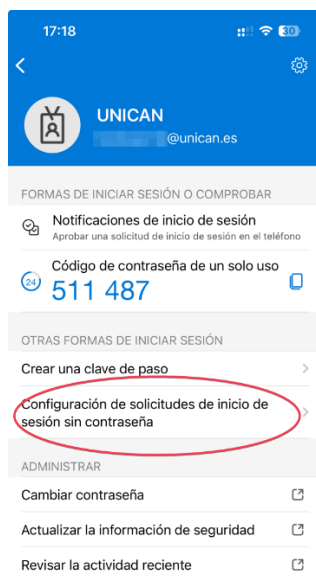 17:18
30
UNICAN
@unican.es
FORMAS DE INICIAR SESIÓN O COMPROBAR
Notificaciones de inicio de sesión
Aprobar una solicitud de inicio de sesión en el teléfono
Código de contraseña de un solo uso
24
511 487
OTRAS FORMAS DE INICIAR SESIÓN
Crear una clave de paso
Configuración de solicitudes de inicio de
sesión sin contraseña
ADMINISTRAR
Cambiar contraseña
Actualizar la información de seguridad
Revisar la actividad reciente